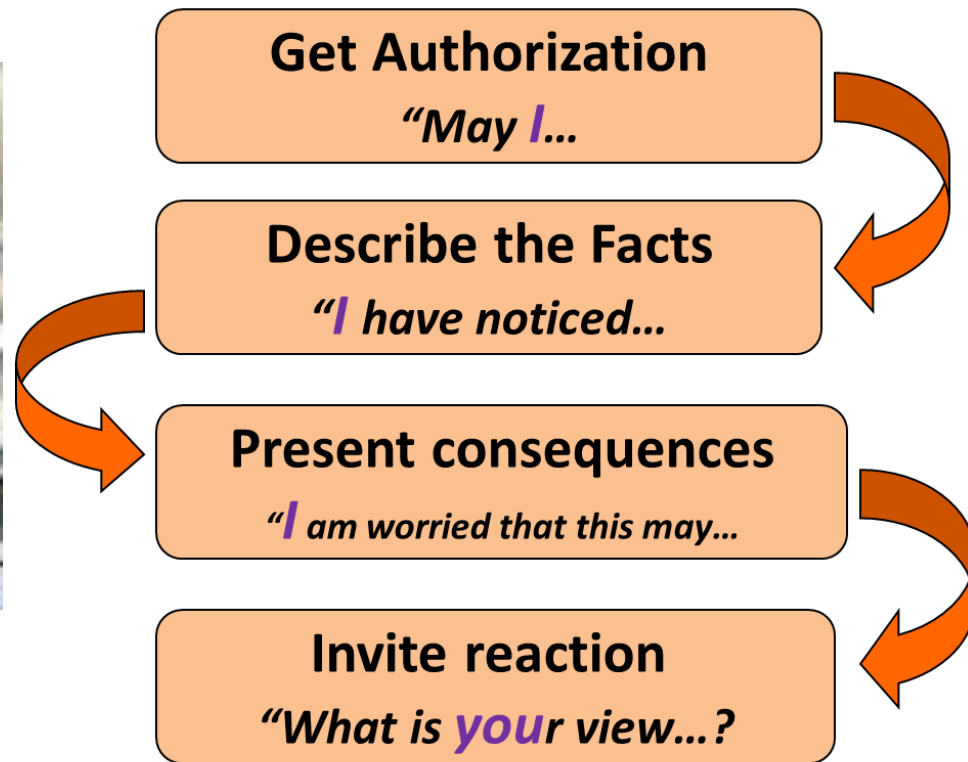 Get Authorization
“May I…
Describe the Facts
“I have noticed…
Present consequences
“I am worried that this may…
Invite reaction
“What is your view…?